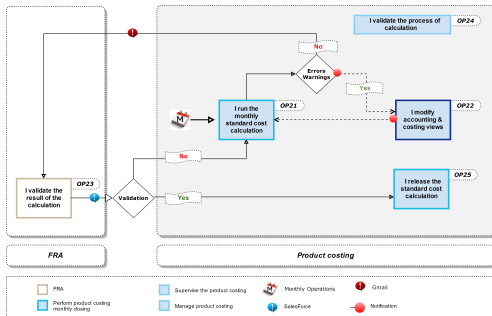 I validate the process of
calculation
OP24
No
Errors
Warnings
Yes
I run the
monthly
standard cost
calculation
OP21
I modify
accounting &
costing views
OP22
M
No
I validate the
result of the
calculation
OP23
Validation
Yes
I release the
standard cost
calculation
OP25
FRA
Product costing
FRA
Supervise the product costing
Monthly Operations
Gmail
Perform product costing
monthly closing
Manage product costing
SalesForce
Notification